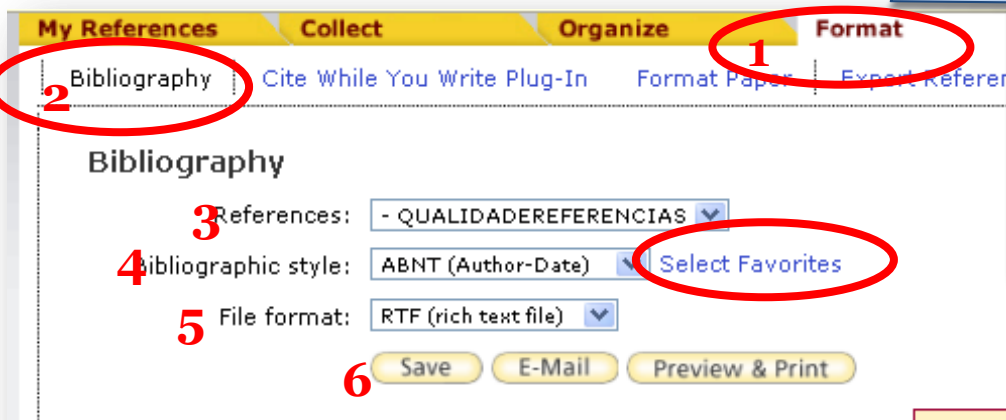 My References Collect Organize 1 Format
2 Bibliography Cite While You Write Plug-In Format Paper Export Refere
Bibliography
3 References: - QUALIDADEREFERENCIAS
4 Bibliographic style: ABNT (Author-Date) Select Favorites
5 File format: RTF (rich text file)
6 Save E-Mail Preview & Print